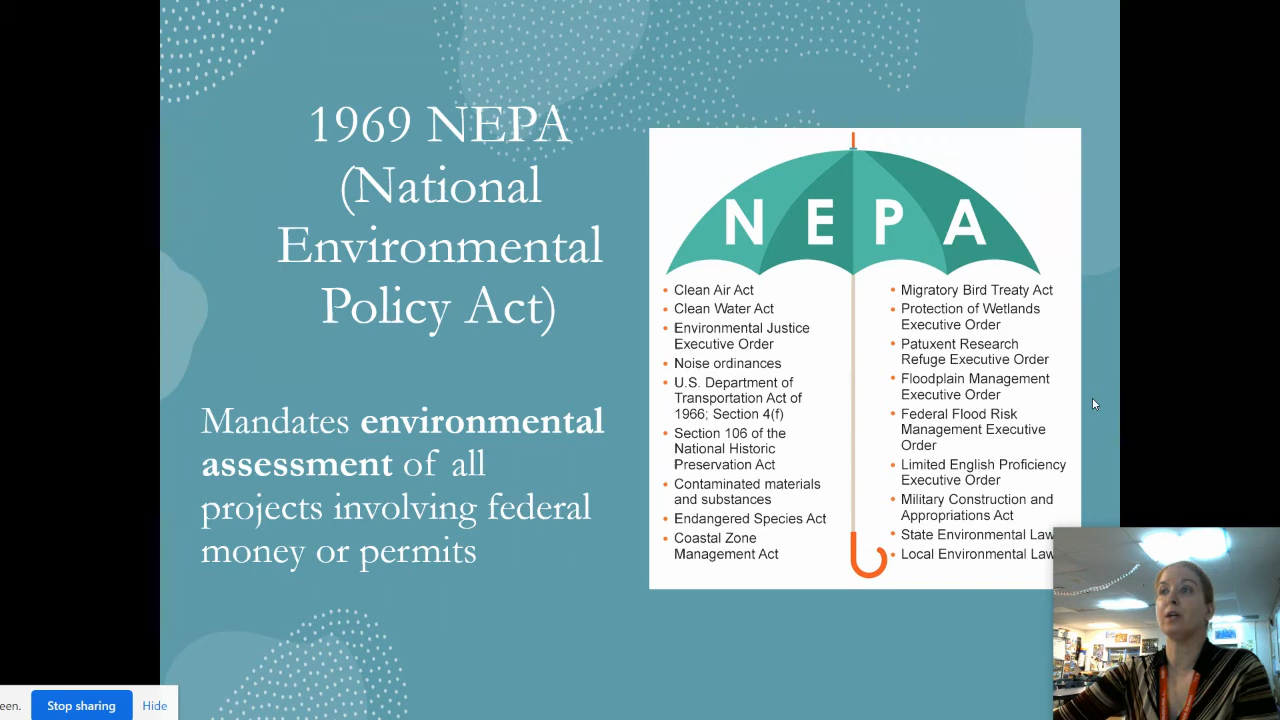 1969 NEPA
(National
Environmental
Policy Act)
Mandates environmental
assessment of all
projects involving federal
money or permits
NEPA
• Clean Air Act
• Clean Water Act
• Environmental Justice
Executive Order
• Noise ordinances
• U.S. Department of
Transportation Act of
1966; Section 4(f)
• Section 106 of the
National Historic
Preservation Act
• Contaminated materials
and substances
• Endangered Species Act
• Coastal Zone
Management Act
• Migratory Bird Treaty Act
• Protection of Wetlands
Executive Order
• Patuxent Research
Refuge Executive Order
• Floodplain Management
Executive Order
• Federal Flood Risk
Management Executive
Order
• Limited English Proficiency
Executive Order
• Military Construction and
Appropriations Act
• State Environmental Law
• Local Environmental Law
een.
Stop sharing
Hide